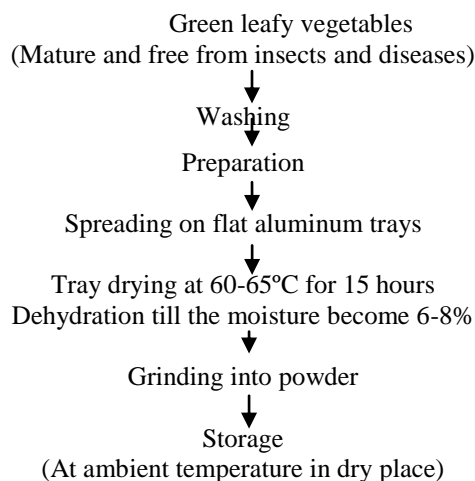 Green leafy vegetables
(Mature and free from insects and diseases)
Washing
Preparation
Spreading on flat aluminum trays
Tray drying at 60-65ºC for 15 hours
Dehydration till the moisture become 6-8%
Grinding into powder
Storage
(At ambient temperature in dry place)